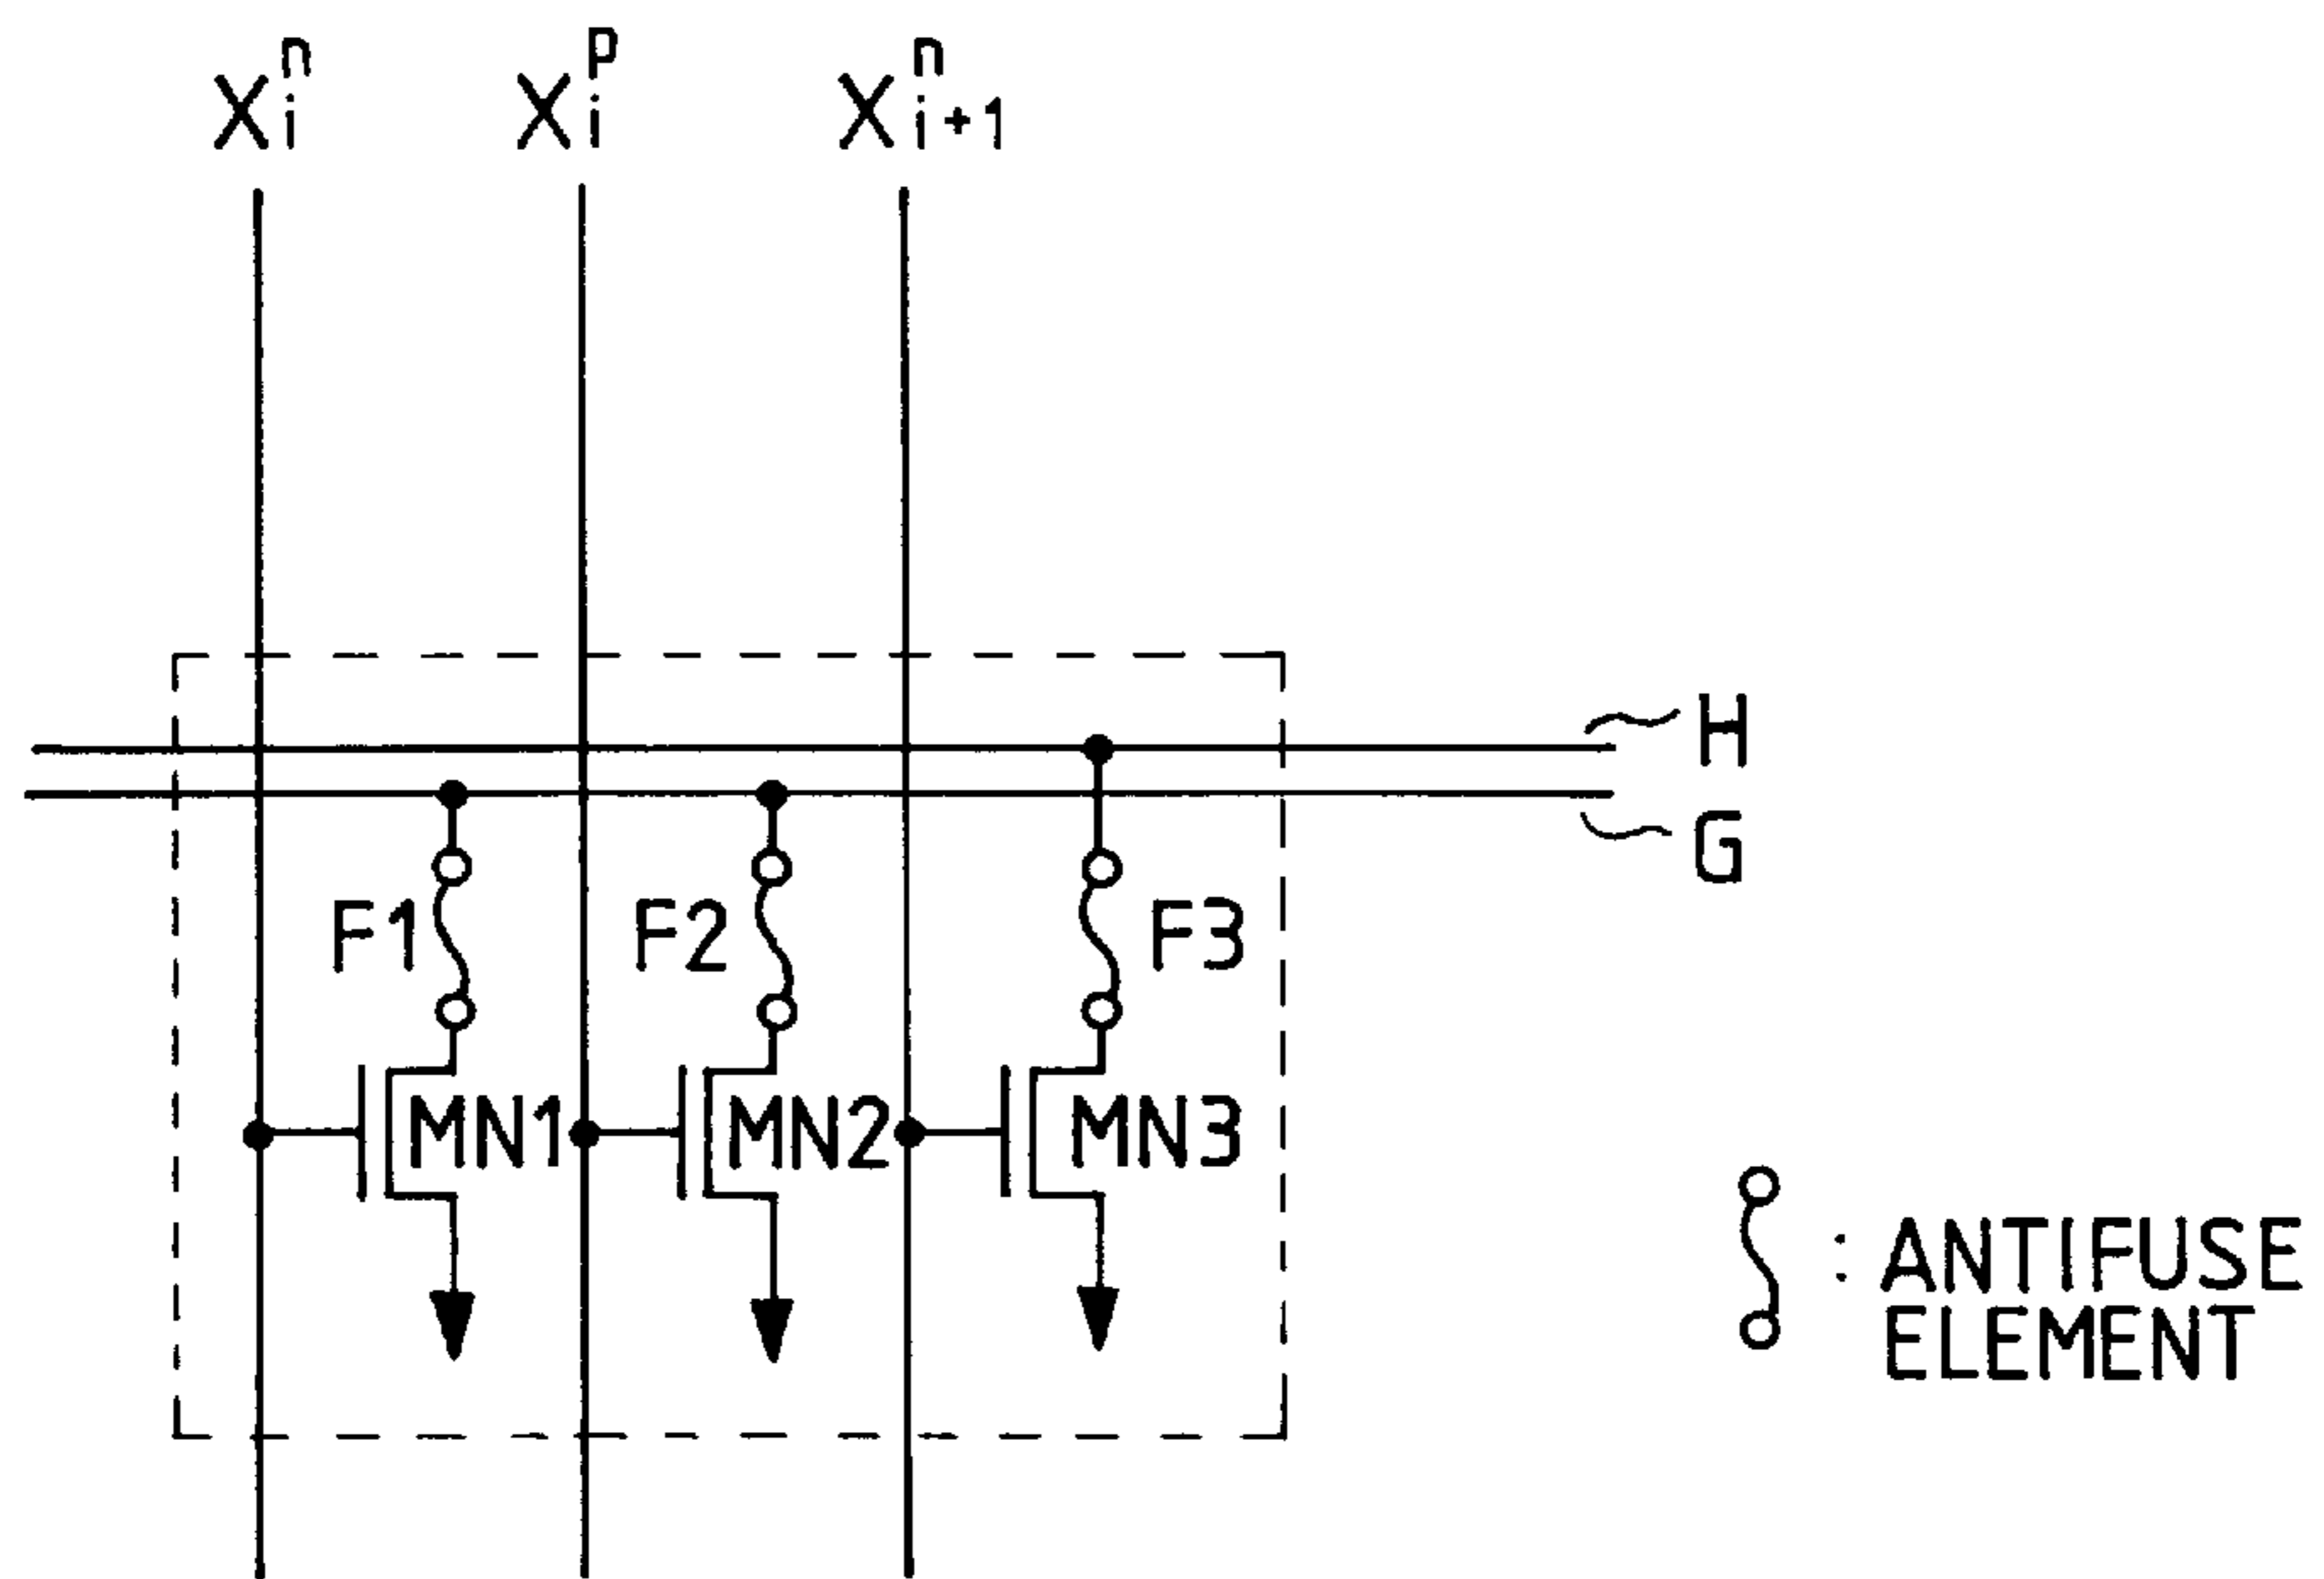 X_i^n X_i^p X_{i+1}^n
H
G
F1 F2 F3
MN1 MN2 MN3
: ANTIFUSE
ELEMENT